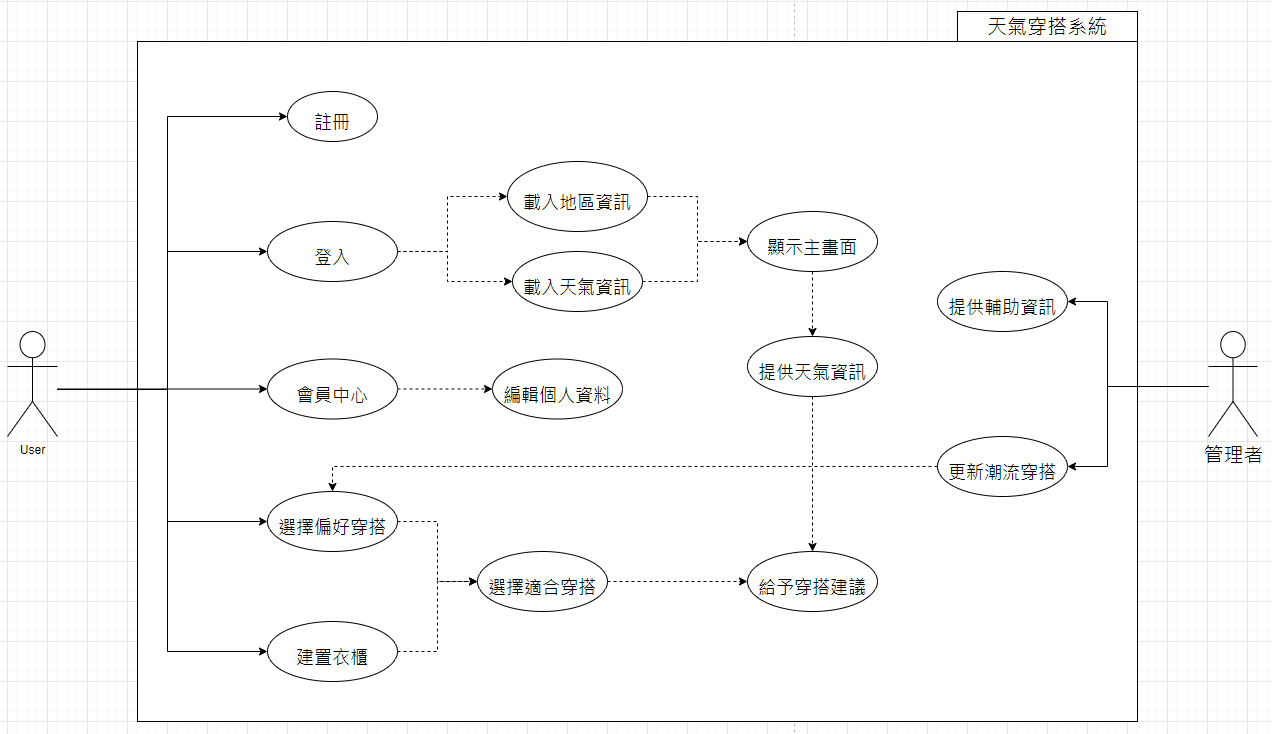 天氣穿搭系統
註冊
載入地區資訊
登入
顯示主畫面
載入天氣資訊
提供輔助資訊
提供天氣資訊
會員中心
編輯個人資料
User
管理者
更新潮流穿搭
選擇偏好穿搭
選擇適合穿搭
給予穿搭建議
建置衣櫃